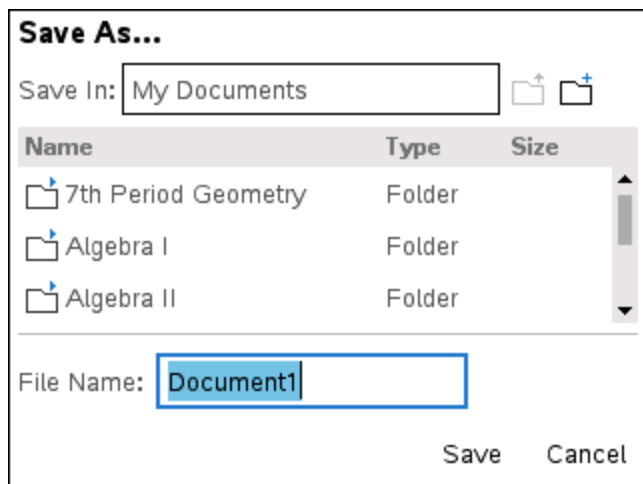 Save As...
Save In: My Documents
Name Type Size
7th Period Geometry Folder
Algebra I Folder
Algebra II Folder
File Name: Document1
Save Cancel